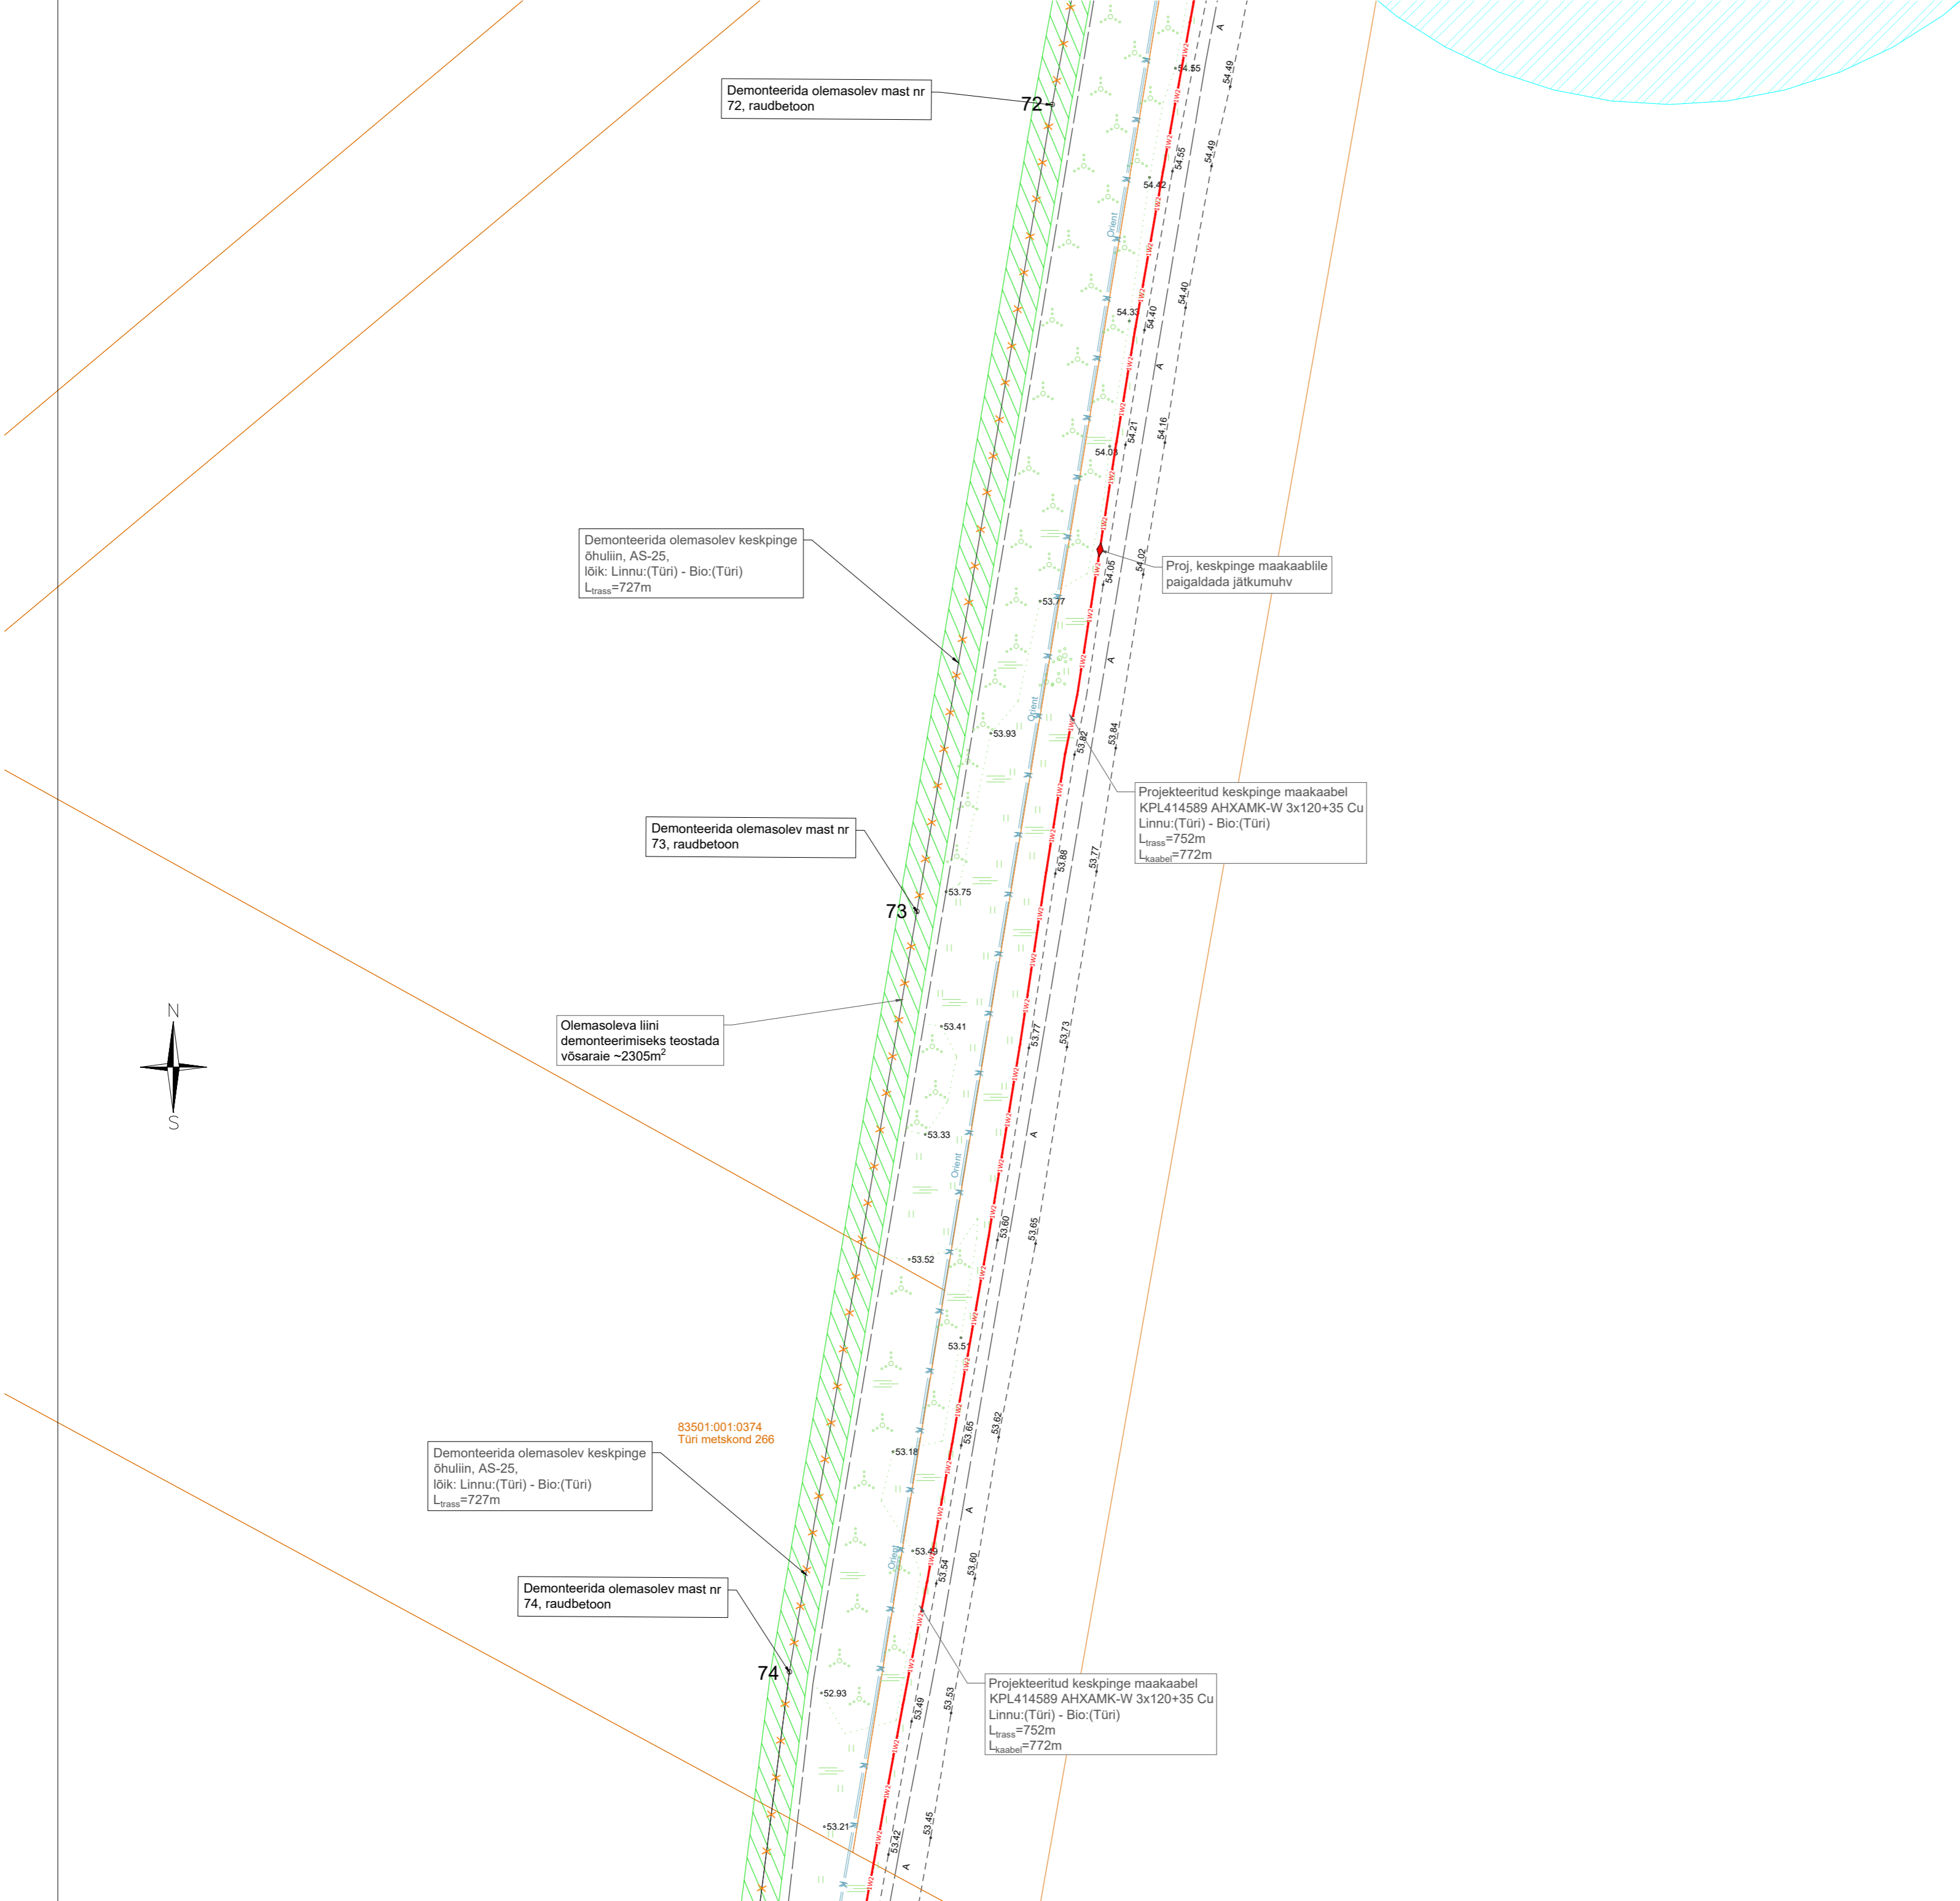 A
54.55
54.49
Demonteerida olemasolev mast nr
72, raudbetoon
72
1W2
54.55
54.49
54.42
Orient
54.40
54.33
54.40
A
54.21
54.16
54.03
Demonteerida olemasolev keskpinge
õhuliin, AS-25,
lõik: Linnu:(Türi) - Bio:(Türi)
Ltrass=727m
Proj, keskpinge maakaablile
paigaldada jätkumuhv
54.05
54.02
53.77
A
Orient
53.93
53.82
53.84
Projekteeritud keskpinge maakaabel
KPL414589 AHXAMK-W 3x120+35 Cu
Linnu:(Türi) - Bio:(Türi)
Ltrass=752m
Lkaabel=772m
Demonteerida olemasolev mast nr
73, raudbetoon
53.88
53.77
53.75
73
N
S
Olemasoleva liini
demonteerimiseks teostada
võsaraie ~2305m2
53.41
53.77
53.73
53.33
A
Orient
53.60
53.65
53.52
53.51
83501:001:0374
Türi metskond 266
53.65
53.62
53.18
Demonteerida olemasolev keskpinge
õhuliin, AS-25,
lõik: Linnu:(Türi) - Bio:(Türi)
Ltrass=727m
A
Orient
53.49
53.54
53.60
Demonteerida olemasolev mast nr
74, raudbetoon
74
52.93
53.49
53.53
Projekteeritud keskpinge maakaabel
KPL414589 AHXAMK-W 3x120+35 Cu
Linnu:(Türi) - Bio:(Türi)
Ltrass=752m
Lkaabel=772m
53.21
53.42
53.45
A